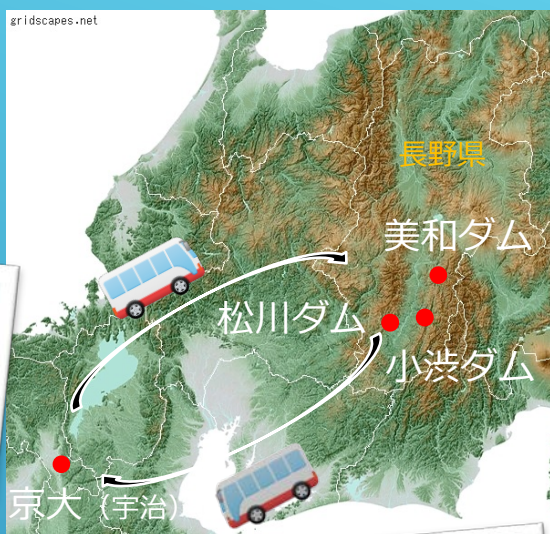 gridscapes.net
長野県
美和ダム
松川ダム
小渋ダム
京大（宇治）